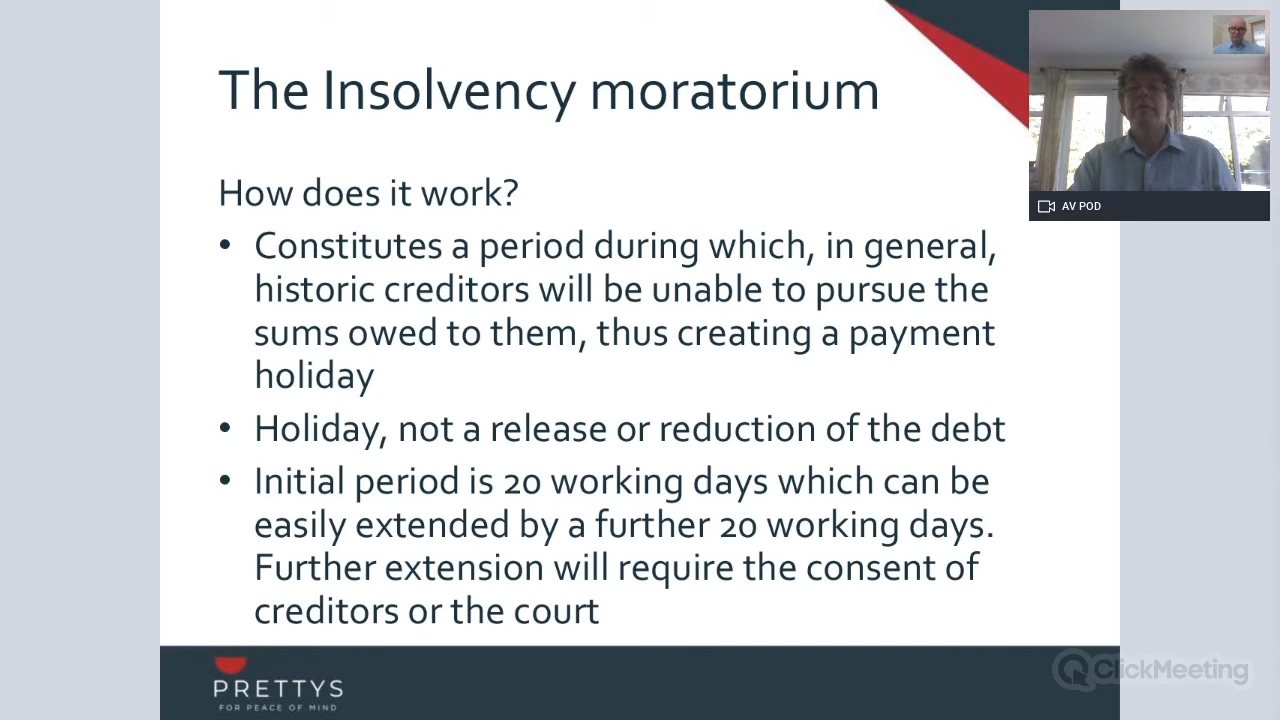 The Insolvency moratorium
How does it work?
• Constitutes a period during which, in general,
historic creditors will be unable to pursue the
sums owed to them, thus creating a payment
holiday
• Holiday, not a release or reduction of the debt
• Initial period is 20 working days which can be
easily extended by a further 20 working days.
Further extension will require the consent of
creditors or the court
AV POD
PRETTYS
FOR PEACE OF MIND
ClickMeeting